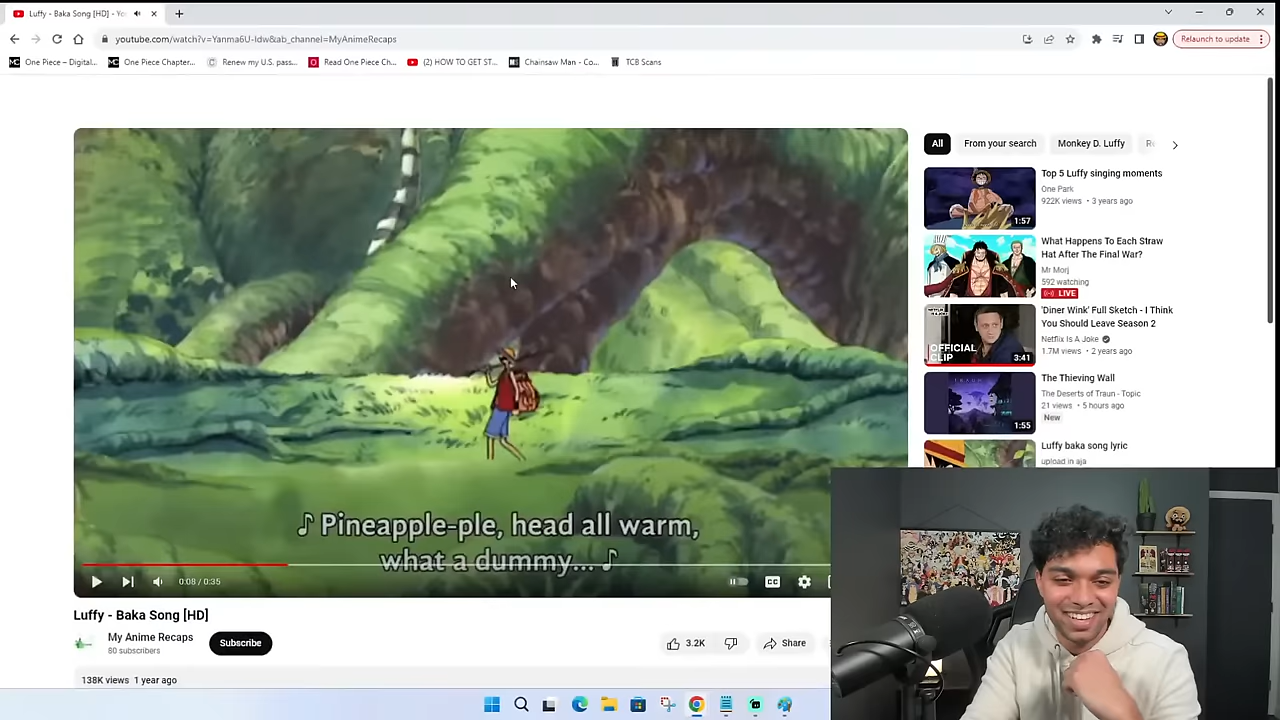 Luffy - Baka Song [HD] - Yo
Relaunch to update
youtube.com/watch?v=Yanma6U-Idw&ab_channel=MyAnimeRecaps
One Piece – Digital...
One Piece Chapter...
Renew my U.S. pass...
Read One Piece Ch...
(2) HOW TO GET ST...
Chainsaw Man - Co...
TCB Scans
All
From your search
Monkey D. Luffy
Re
Top 5 Luffy singing moments
One Park
922K views • 3 years ago
1:57
What Happens To Each Straw
Hat After The Final War?
Mr Morj
592 watching
LIVE
'Diner Wink' Full Sketch - I Think
You Should Leave Season 2
Netflix Is A Joke
1.7M views • 2 years ago
OFFICIAL
CLIP
3:41
The Thieving Wall
The Deserts of Traun - Topic
21 views • 5 hours ago
New
1:55
Luffy baka song lyric
upload in aja
♪ Pineapple-ple, head all warm,
what a dummy... ♪
0:08 / 0:35
CC
Luffy - Baka Song [HD]
My Anime Recaps
80 subscribers
Subscribe
3.2K
Share
138K views 1 year ago